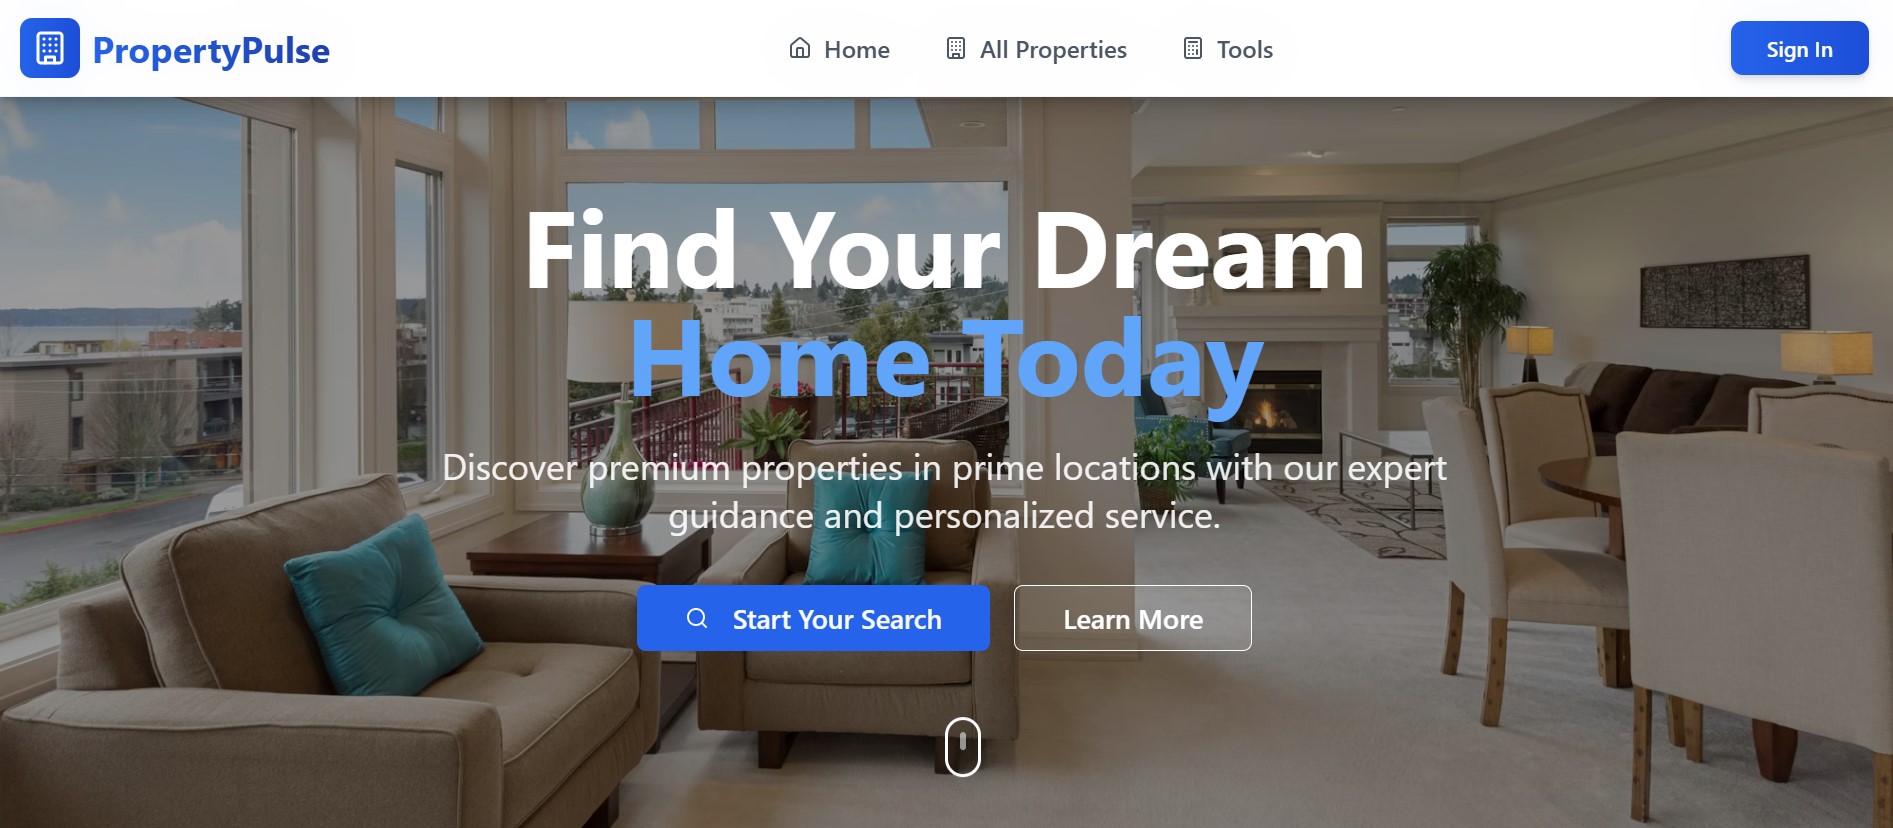 PropertyPulse
Home
All Properties
Tools
Sign In
Find Your Dream
Home Today
Discover premium properties in prime locations with our expert
guidance and personalized service.
Start Your Search
Learn More